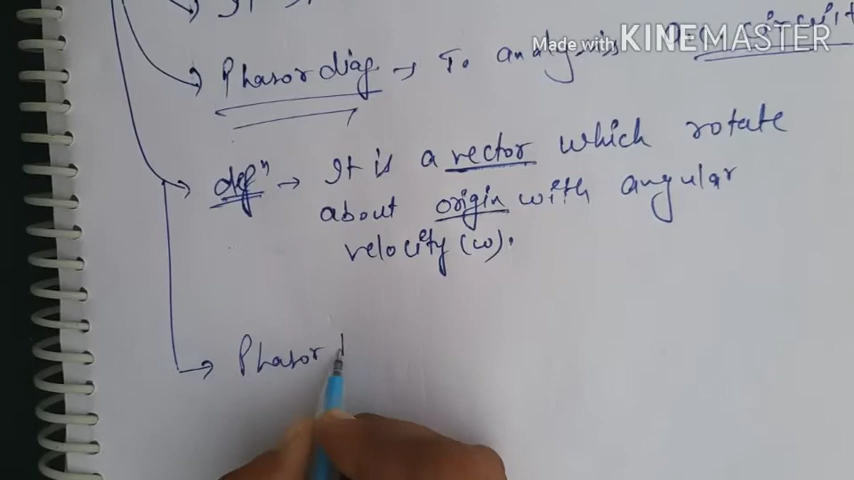 Made with KINEMASTER
Phasor diag. → To analysis
defⁿ → It is a vector which rotate
about origin with angular
velocity (ω).
Phasor